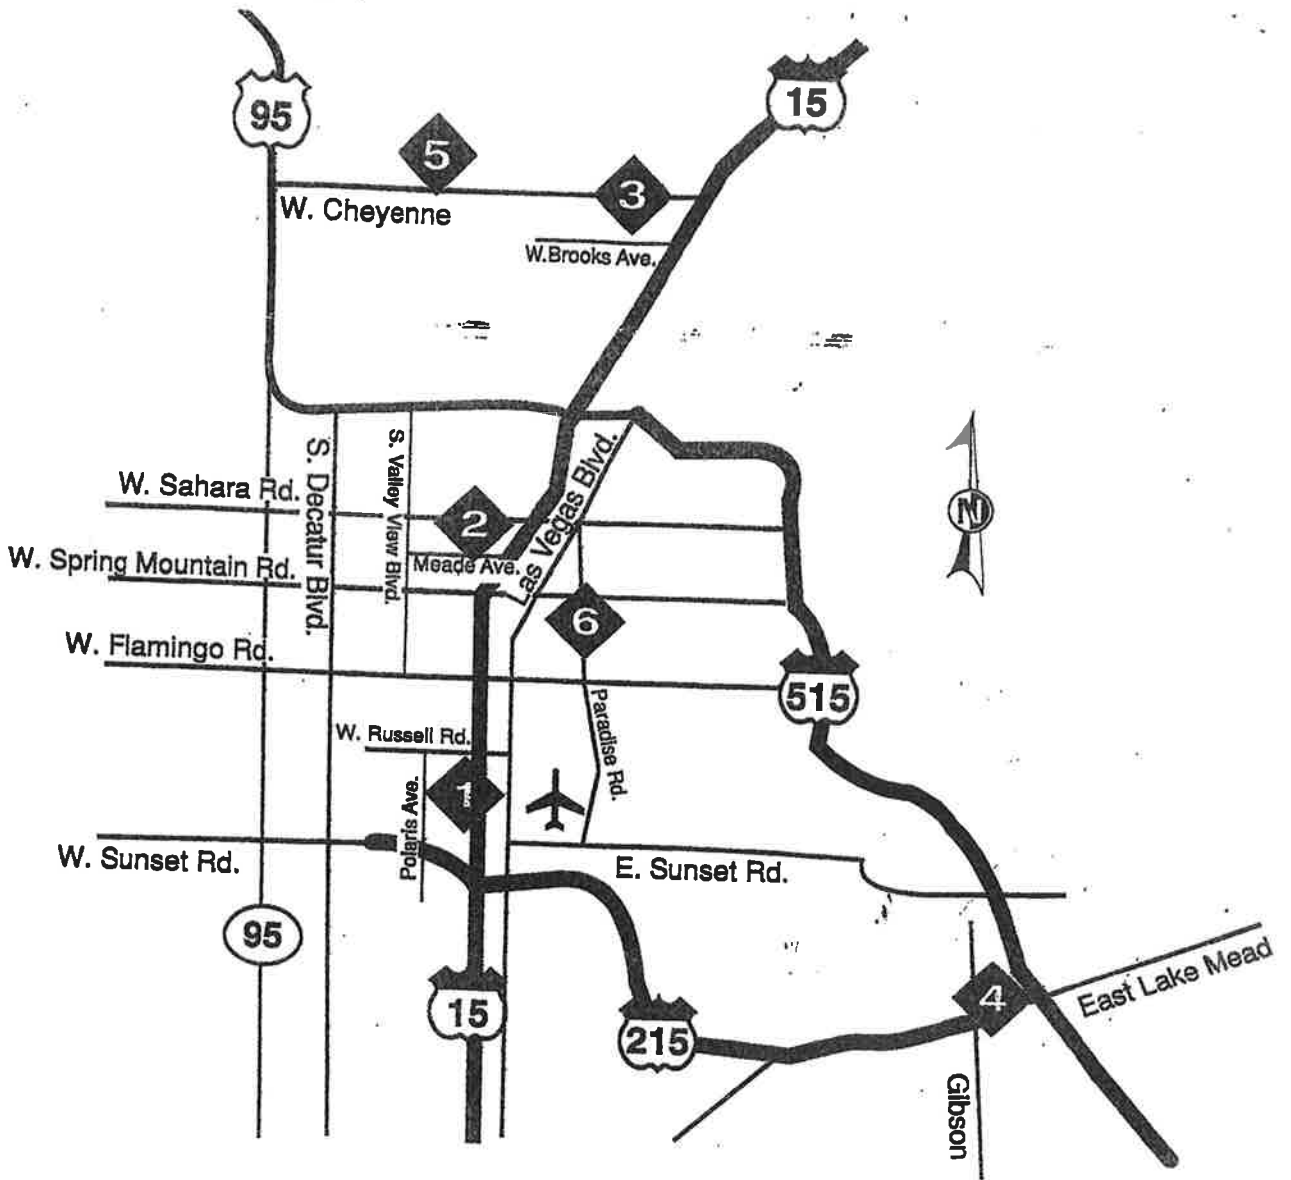 95
15
5
3
W. Cheyenne
W.Brooks Ave.
S. Decatur Blvd.
S. Valley View Blvd.
Las Vegas Blvd.
W. Sahara Rd.
2
N
W. Spring Mountain Rd.
Meade Ave.
6
W. Flamingo Rd.
515
Paradise Rd.
W. Russell Rd.
1
Polaris Ave.
W. Sunset Rd.
E. Sunset Rd.
95
15
215
4
East Lake Mead
Gibson